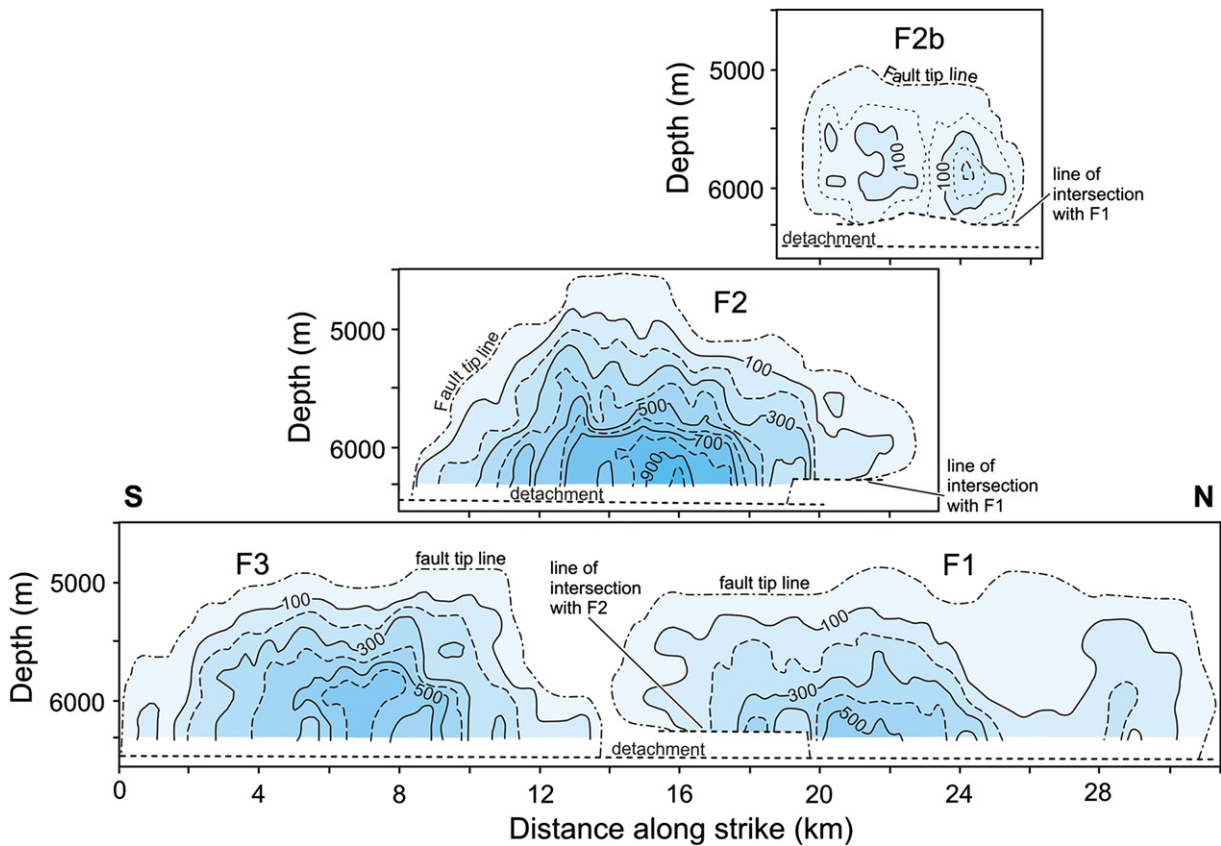 F2b
5000
6000
Depth (m)
Fault tip line
100
100
line of
intersection
with F1
detachment
F2
5000
6000
Depth (m)
Fault tip line
100
500
300
700
900
detachment
line of
intersection
with F1
S
N
F3
F1
5000
6000
Depth (m)
fault tip line
100
300
500
line of
intersection
with F2
fault tip line
100
300
500
detachment
0
4
8
12
16
20
24
28
Distance along strike (km)